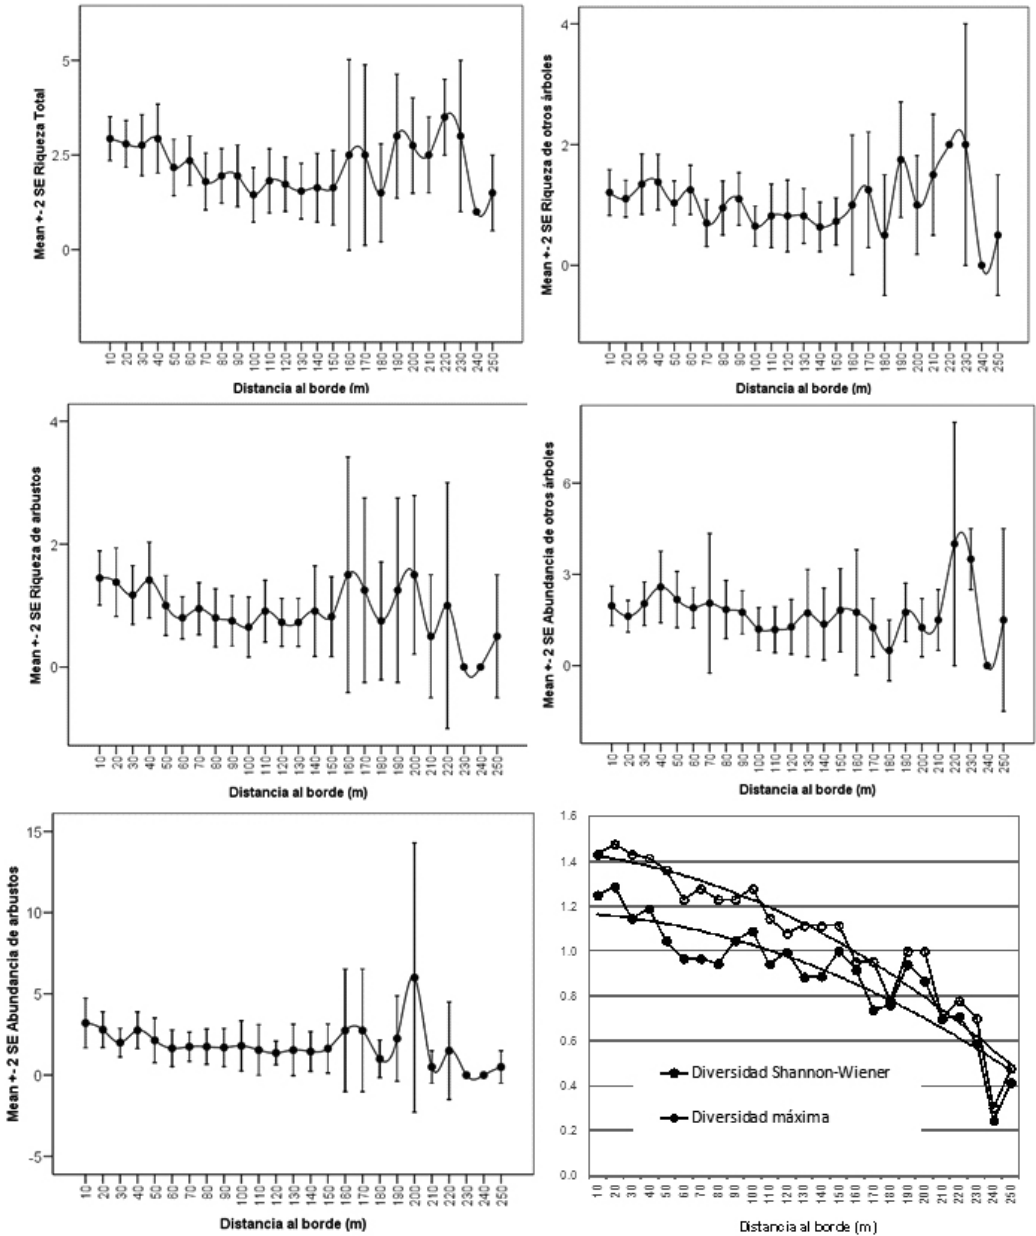 Mean +- 2 SE Riqueza Total
5
2.5
0
10 20 30 40 50 60 70 80 90 100 110 120 130 140 150 160 170 180 190 200 210 220 230 240 250
Distancia al borde (m)
Mean +- 2 SE Riqueza de otros árboles
4
2
0
10 20 30 40 50 60 70 80 90 100 110 120 130 140 150 160 170 180 190 200 210 220 230 240 250
Distancia al borde (m)
Mean +- 2 SE Riqueza de arbustos
4
2
0
10 20 30 40 50 60 70 80 90 100 110 120 130 140 150 160 170 180 190 200 210 220 230 240 250
Distancia al borde (m)
Mean +- 2 SE Abundancia de otros árboles
6
3
0
10 20 30 40 50 60 70 80 90 100 110 120 130 140 150 160 170 180 190 200 210 220 230 240 250
Distancia al borde (m)
Mean +- 2 SE Abundancia de arbustos
15
10
5
0
-5
10 20 30 40 50 60 70 80 90 100 110 120 130 140 150 160 170 180 190 200 210 220 230 240 250
Distancia al borde (m)
1.6
1.4
1.2
1.0
0.8
0.6
0.4
0.2
0.0
Diversidad Shannon-Wiener
Diversidad máxima
10 20 30 40 50 60 70 80 90 100 110 120 130 140 150 160 170 180 190 200 210 220 230 240 250
Distancia al borde (m)